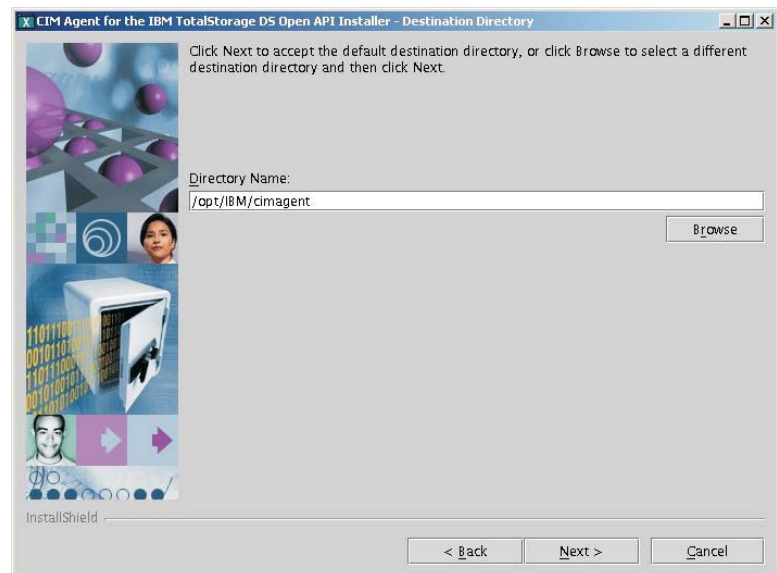 CIM Agent for the IBM TotalStorage DS Open API Installer - Destination Directory
Click Next to accept the default destination directory, or click Browse to select a different
destination directory and then click Next.
Directory Name:
/opt/IBM/cimagent
Browse
InstallShield
< Back
Next >
Cancel